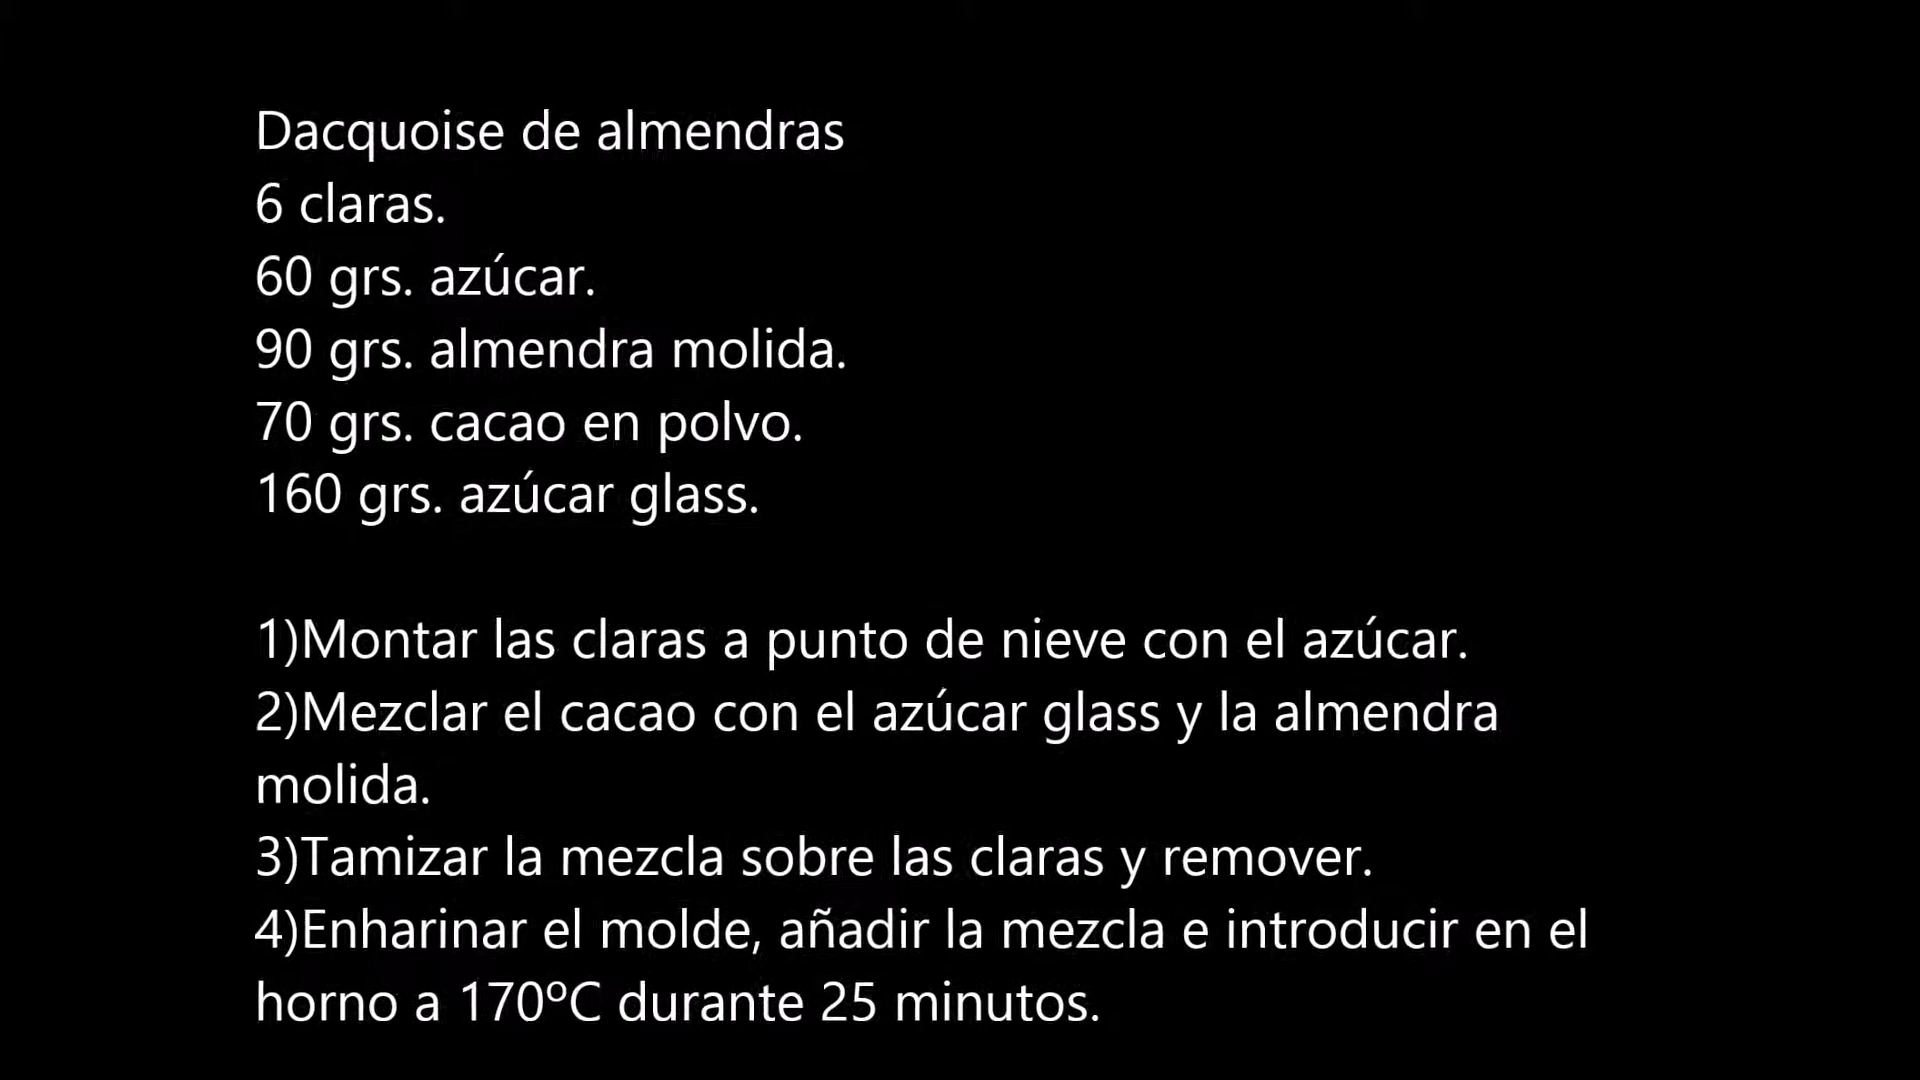 Dacquoise de almendras
6 claras.
60 grs. azúcar.
90 grs. almendra molida.
70 grs. cacao en polvo.
160 grs. azúcar glass.
1)Montar las claras a punto de nieve con el azúcar.
2)Mezclar el cacao con el azúcar glass y la almendra
molida.
3)Tamizar la mezcla sobre las claras y remover.
4)Enharinar el molde, añadir la mezcla e introducir en el
horno a 170ºC durante 25 minutos.